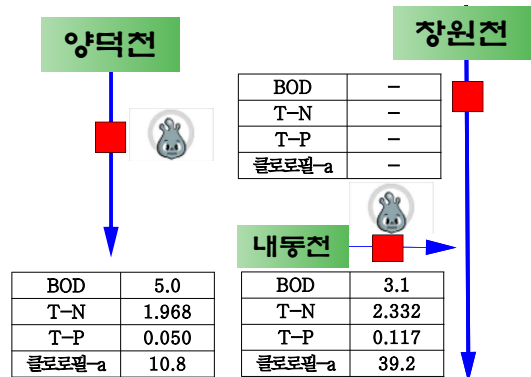 양덕천
창원천
BOD –
T-N –
T-P –
클로로필-a –
내동천
BOD 5.0
T-N 1.968
T-P 0.050
클로로필-a 10.8
BOD 3.1
T-N 2.332
T-P 0.117
클로로필-a 39.2